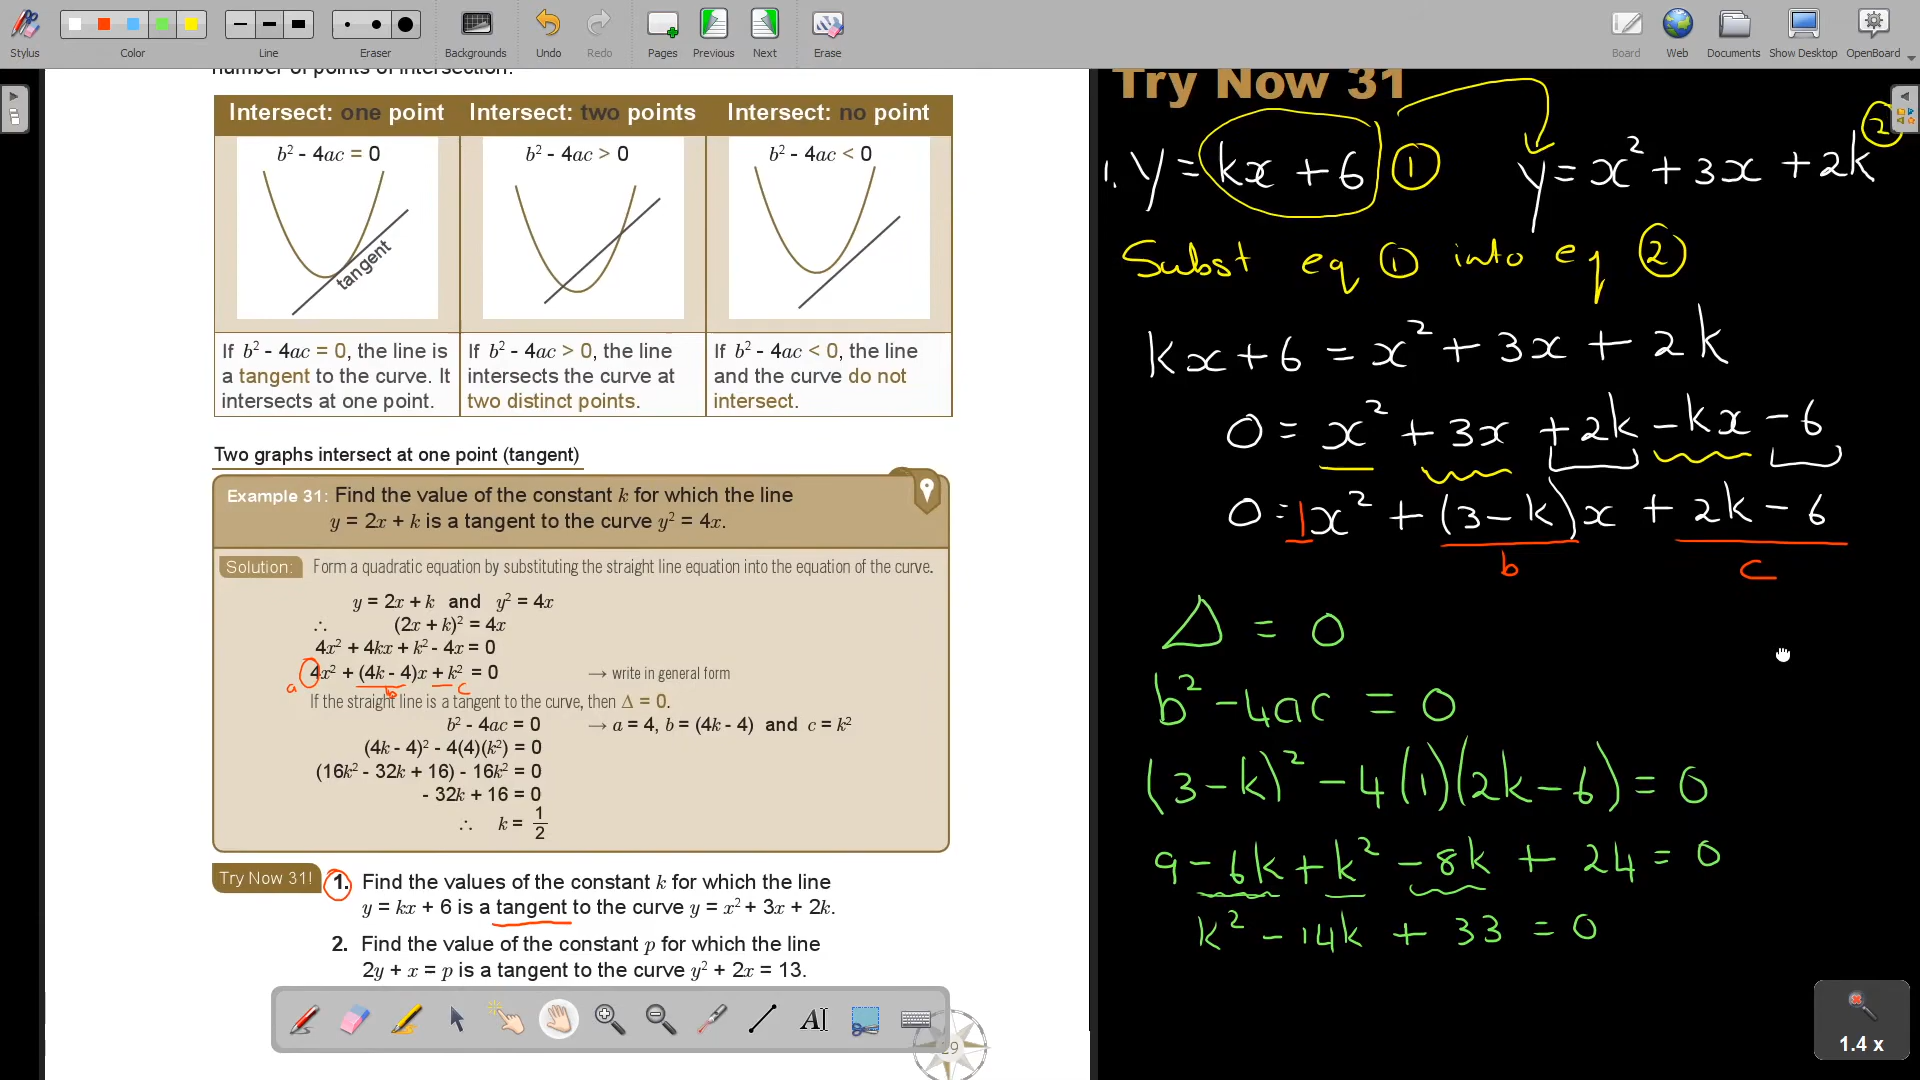 Stylus Color Line Eraser Backgrounds Undo Redo Pages Previous Next Erase Board Web Documents Show Desktop OpenBoard
number of points of intersection.
Intersect: one point Intersect: two points Intersect: no point
b² - 4ac = 0 b² - 4ac > 0 b² - 4ac < 0
tangent
If b² - 4ac = 0, the line is
a tangent to the curve. It
intersects at one point.
If b² - 4ac > 0, the line
intersects the curve at
two distinct points.
If b² - 4ac < 0, the line
and the curve do not
intersect.
Two graphs intersect at one point (tangent)
Example 31: Find the value of the constant k for which the line
y = 2x + k is a tangent to the curve y² = 4x.
Solution: Form a quadratic equation by substituting the straight line equation into the equation of the curve.
y = 2x + k and y² = 4x
∴ (2x + k)² = 4x
4x² + 4kx + k² - 4x = 0
4x² + (4k - 4)x + k² = 0 → write in general form
a b c
If the straight line is a tangent to the curve, then Δ = 0.
b² - 4ac = 0 → a = 4, b = (4k - 4) and c = k²
(4k - 4)² - 4(4)(k²) = 0
(16k² - 32k + 16) - 16k² = 0
- 32k + 16 = 0
∴ k = 1/2
Try Now 31! 1. Find the values of the constant k for which the line
y = kx + 6 is a tangent to the curve y = x² + 3x + 2k.
2. Find the value of the constant p for which the line
2y + x = p is a tangent to the curve y² + 2x = 13.
29
Try Now 31
1. y = kx + 6 ① y = x² + 3x + 2k ②
Subst eq ① into eq ②
kx + 6 = x² + 3x + 2k
0 = x² + 3x + 2k - kx - 6
0 = 1x² + (3 - k)x + 2k - 6
b c
Δ = 0
b² - 4ac = 0
(3 - k)² - 4(1)(2k - 6) = 0
9 - 6k + k² - 8k + 24 = 0
k² - 14k + 33 = 0
1.4 x